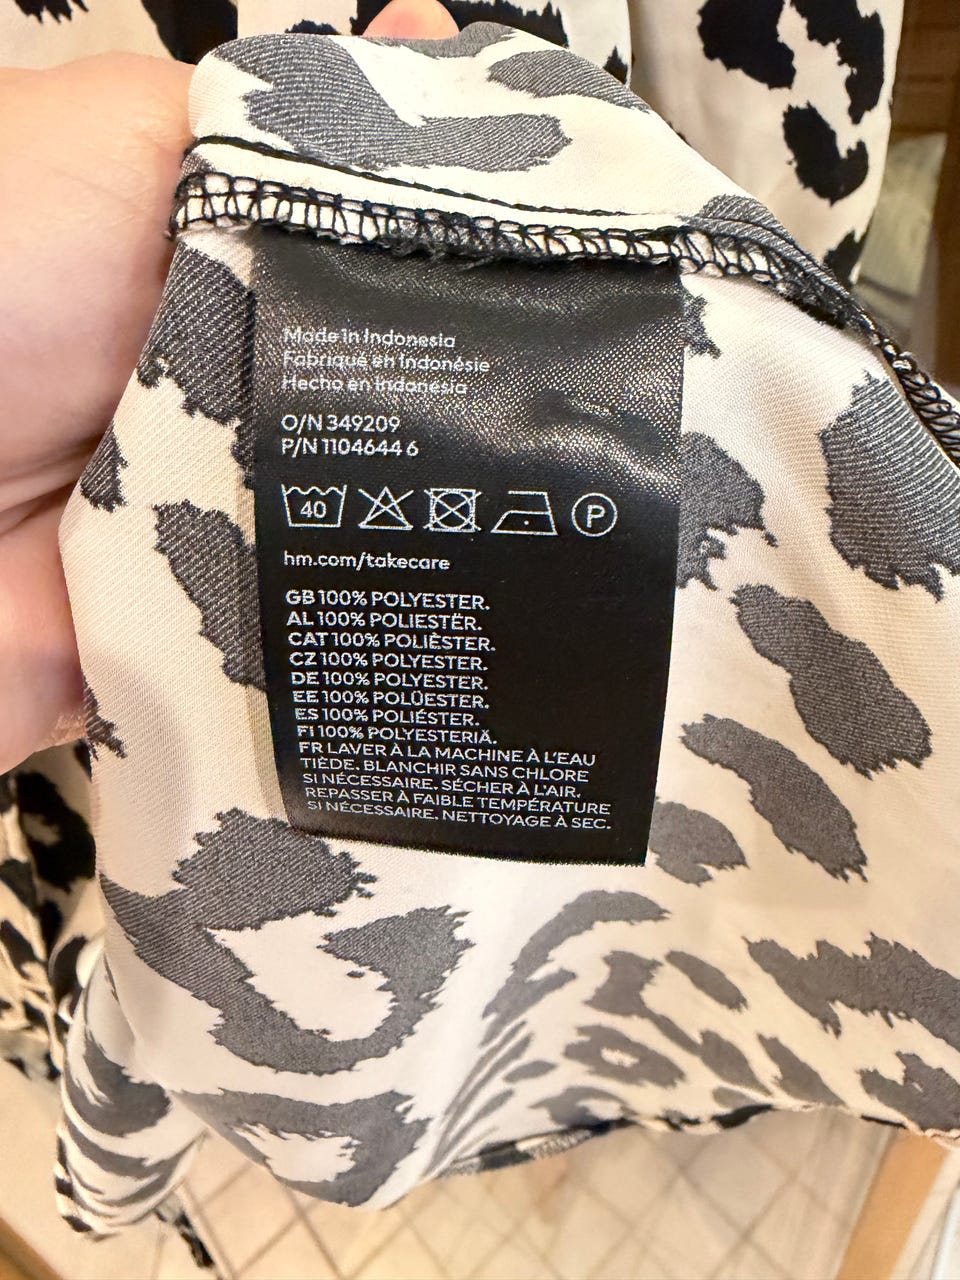 Made in Indonesia
Fabriqué en Indonésie
Hecho en Indonesia
O/N 349209
P/N 1104644 6
40
P
hm.com/takecare
GB 100% POLYESTER.
AL 100% POLIESTËR.
CAT 100% POLIÈSTER.
CZ 100% POLYESTER.
DE 100% POLYESTER.
EE 100% POLÜESTER.
ES 100% POLIÉSTER.
FI 100% POLYESTERIÄ.
FR LAVER À LA MACHINE À L'EAU
TIÈDE. BLANCHIR SANS CHLORE
SI NÉCESSAIRE. SÉCHER À L'AIR.
REPASSER À FAIBLE TEMPÉRATURE
SI NÉCESSAIRE. NETTOYAGE À SEC.